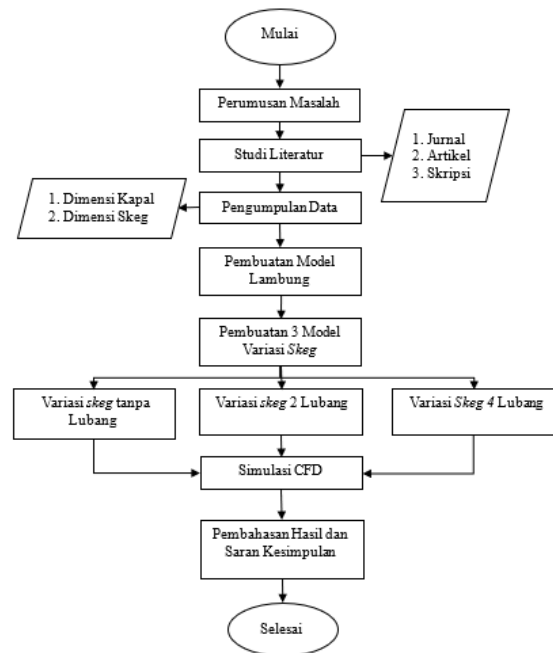 Mulai
Perumusan Masalah
Studi Literatur
1. Jurnal
2. Artikel
3. Skripsi
1. Dimensi Kapal
2. Dimensi Skeg
Pengumpulan Data
Pembuatan Model
Lambung
Pembuatan 3 Model
Variasi Skeg
Variasi skeg tanpa
Lubang
Variasi skeg 2 Lubang
Variasi Skeg 4 Lubang
Simulasi CFD
Pembahasan Hasil dan
Saran Kesimpulan
Selesai